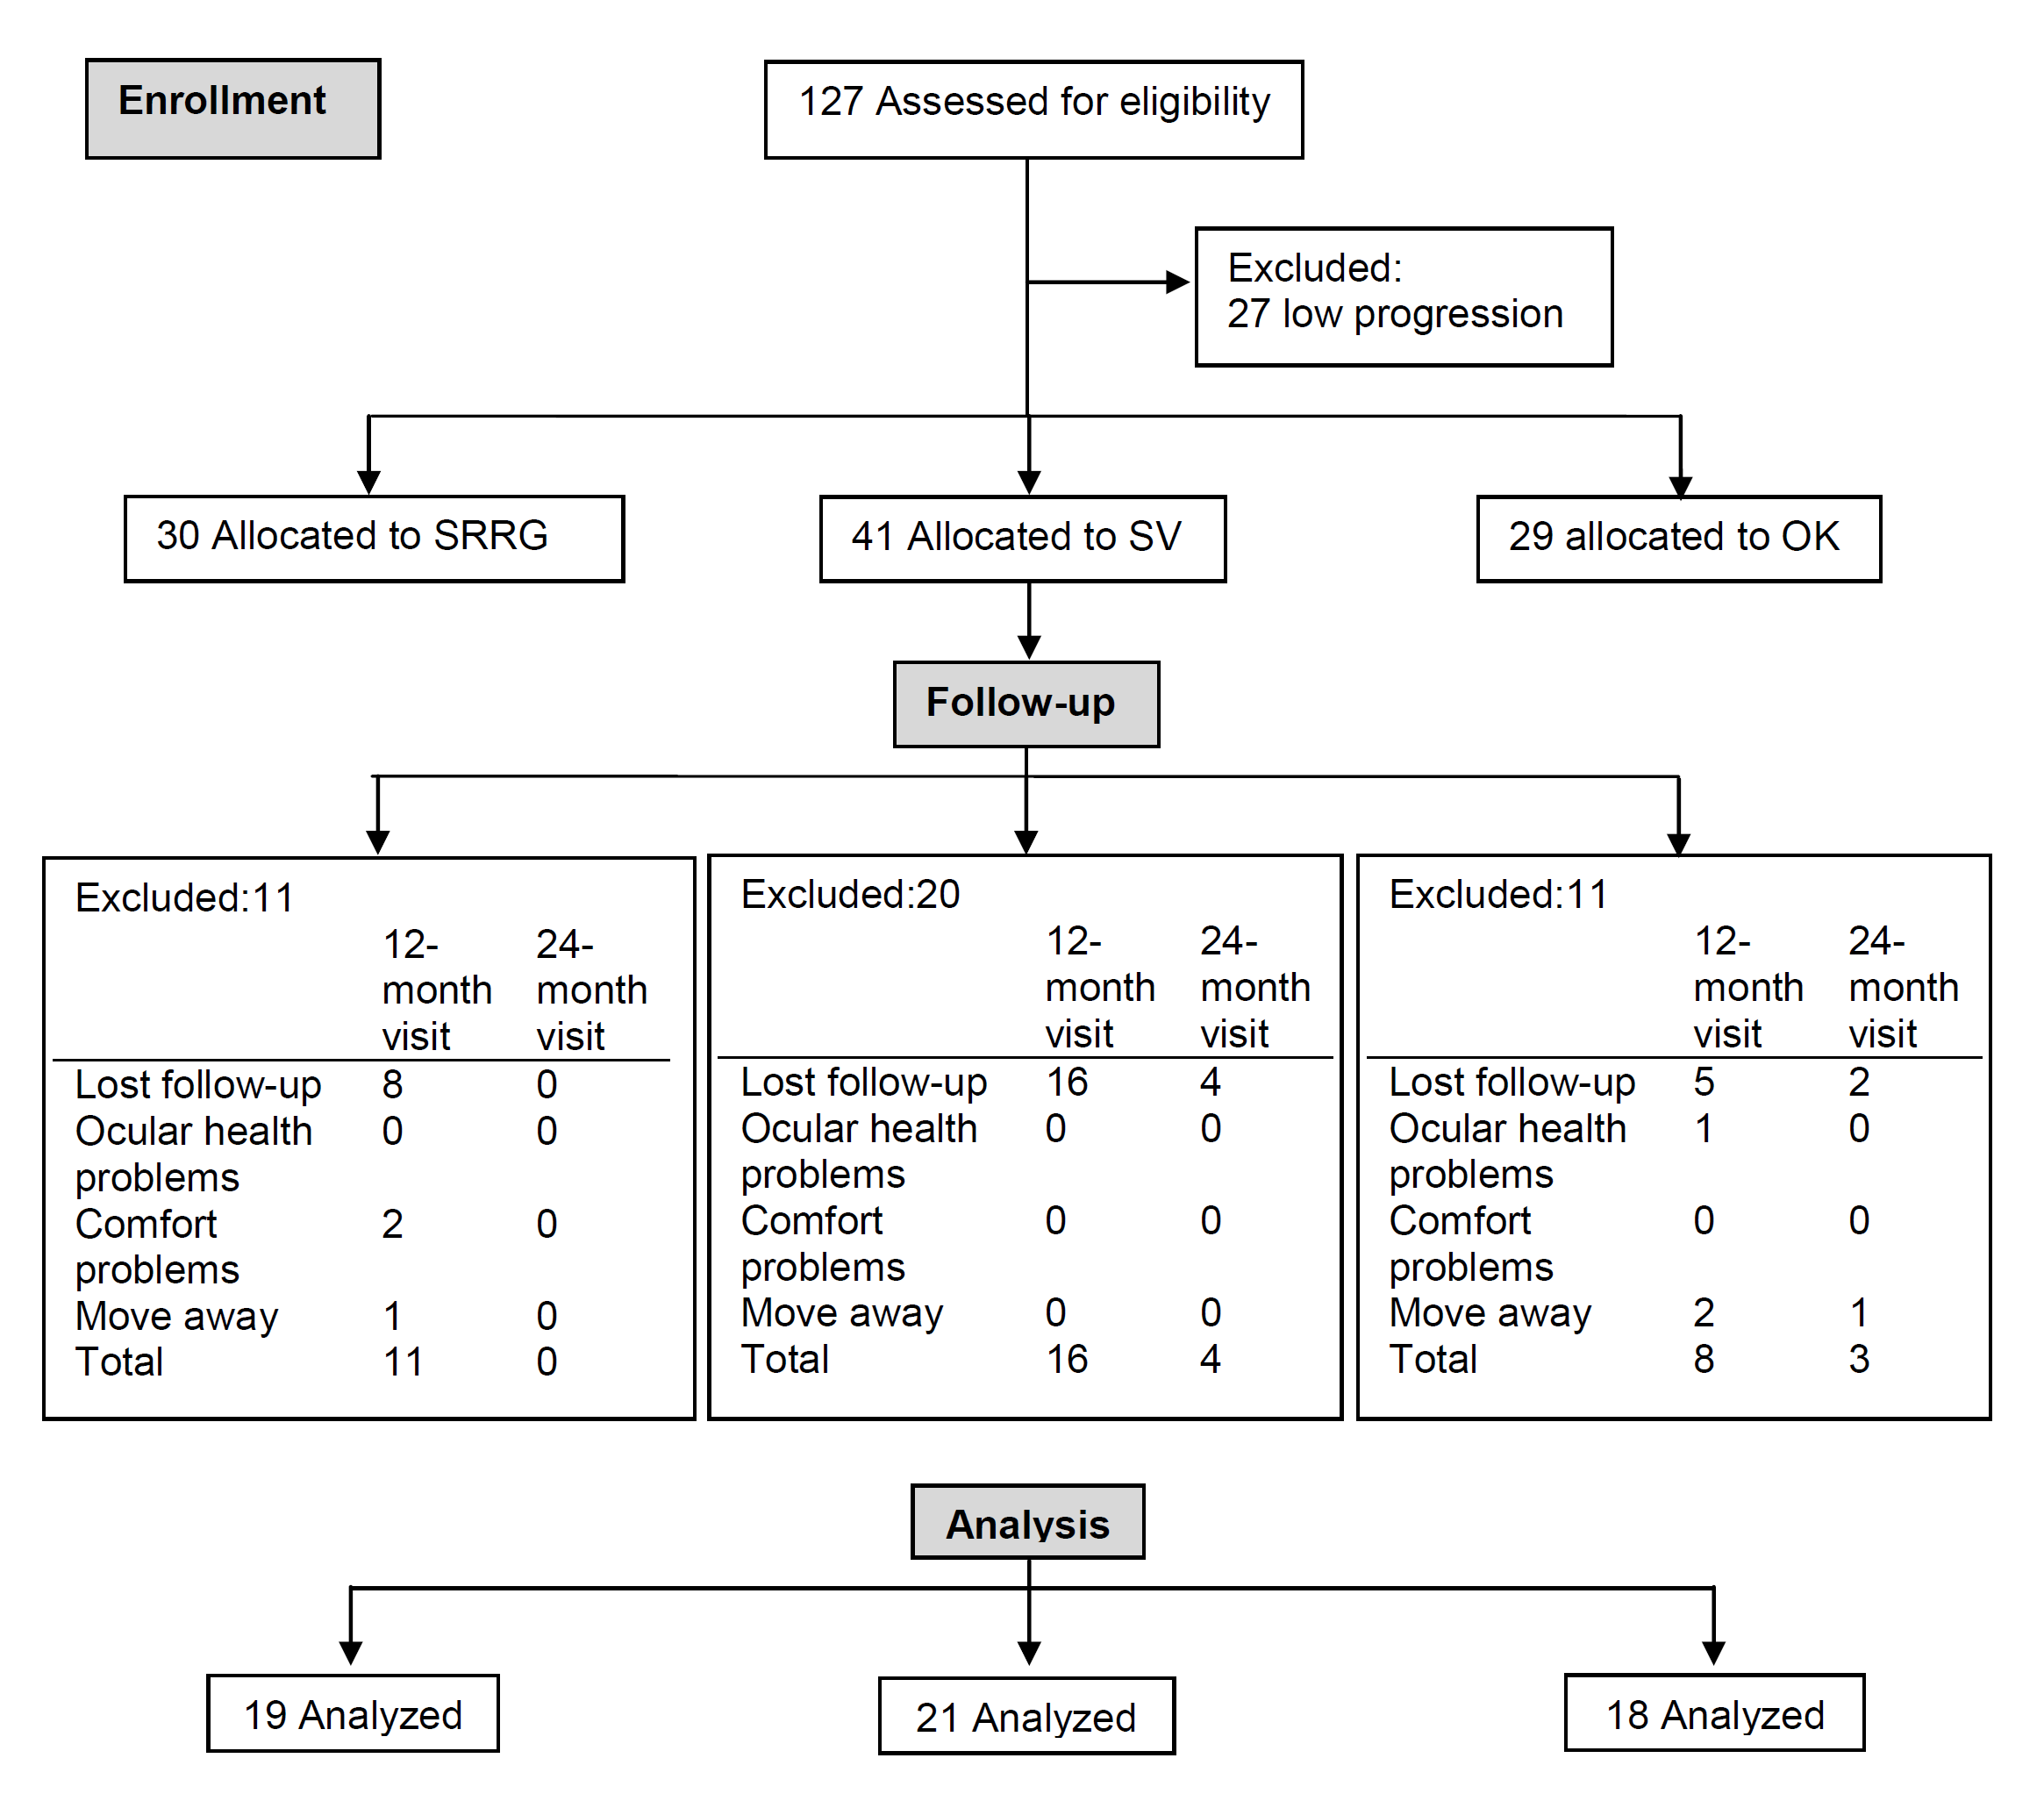 Enrollment
127 Assessed for eligibility
Excluded:
27 low progression
30 Allocated to SRRG
41 Allocated to SV
29 allocated to OK
Follow-up
Excluded:11
12- 24-
month month
visit visit
Lost follow-up 8 0
Ocular health 0 0
problems
Comfort 2 0
problems
Move away 1 0
Total 11 0
Excluded:20
12- 24-
month month
visit visit
Lost follow-up 16 4
Ocular health 0 0
problems
Comfort 0 0
problems
Move away 0 0
Total 16 4
Excluded:11
12- 24-
month month
visit visit
Lost follow-up 5 2
Ocular health 1 0
problems
Comfort 0 0
problems
Move away 2 1
Total 8 3
Analysis
19 Analyzed
21 Analyzed
18 Analyzed